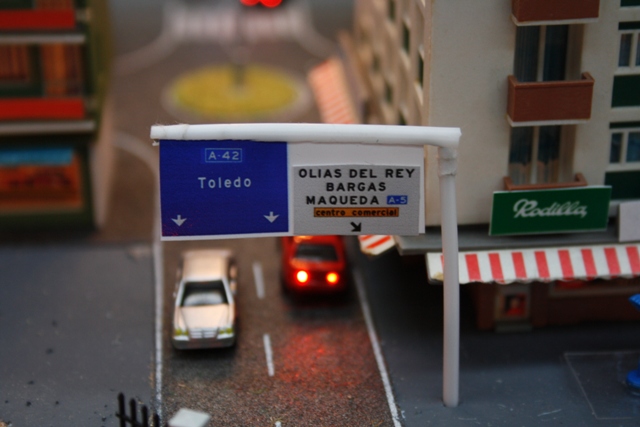 A-42
Toledo
OLIAS DEL REY
BARGAS
MAQUEDA A-5
centro comercial
Rodilla